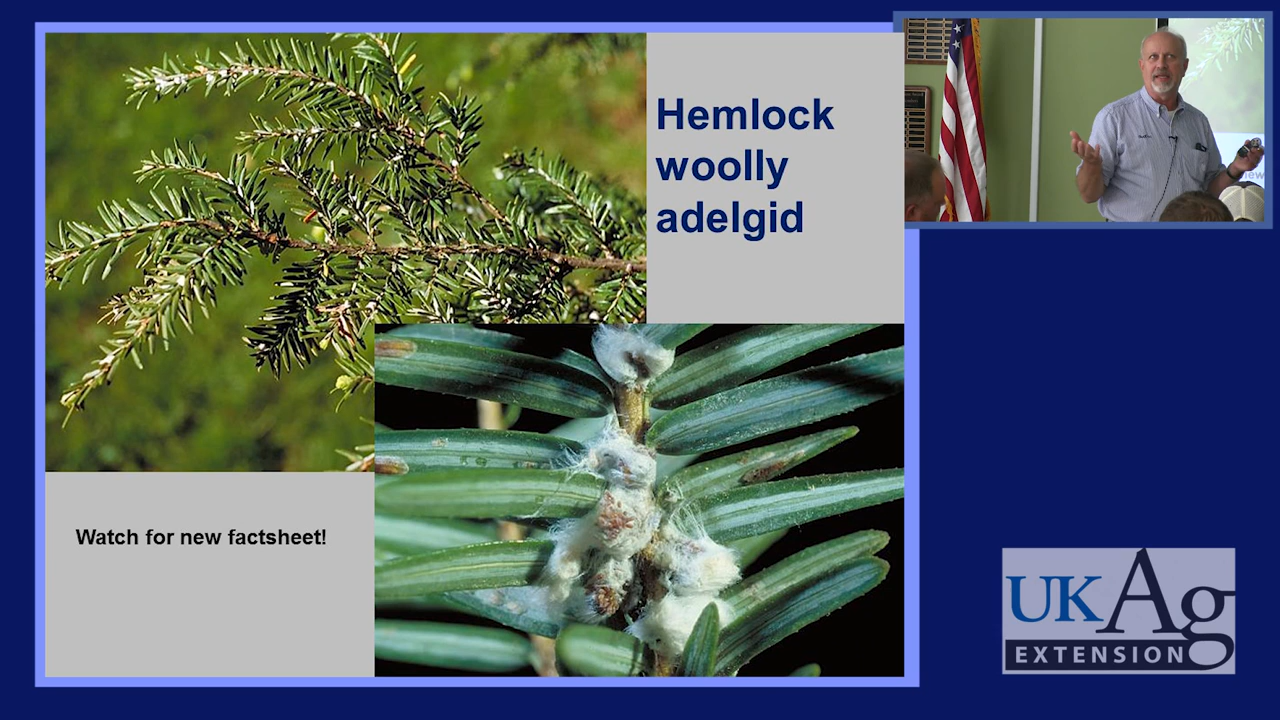 Hemlock
woolly
adelgid
Watch for new factsheet!
UKAg
EXTENSION